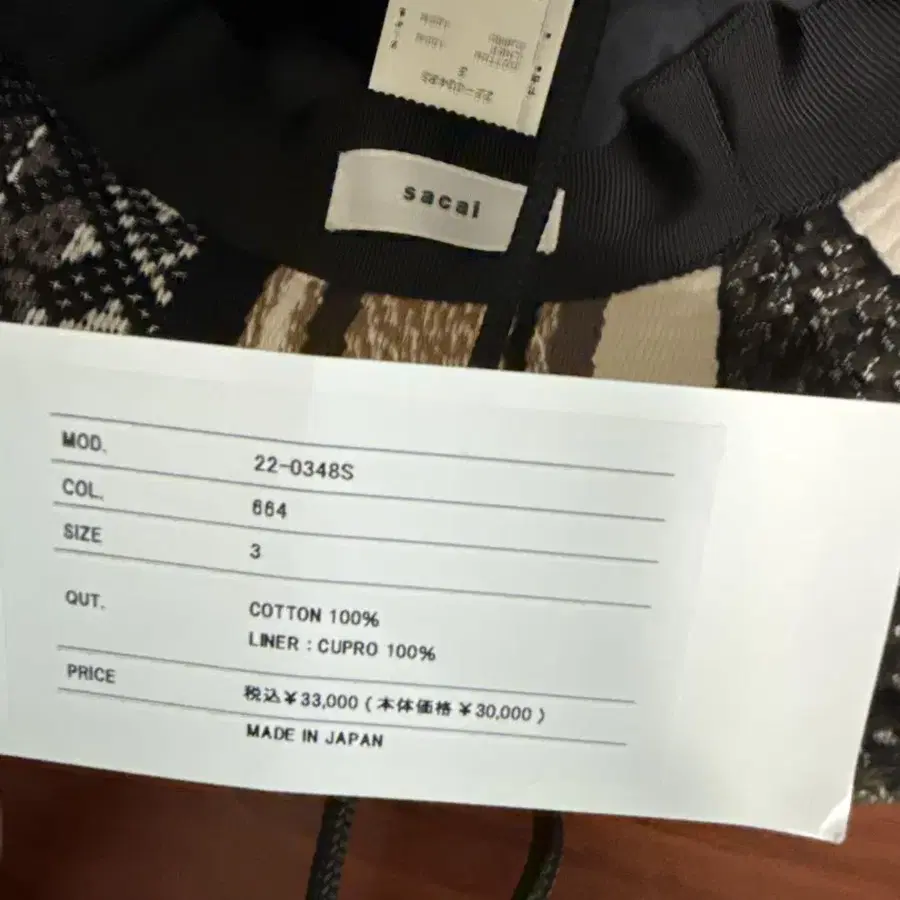 sacai
MOD. 22-0348S
COL. 664
SIZE 3
QUT. COTTON 100%
LINER : CUPRO 100%
PRICE 税込¥33,000 ( 本体価格 ¥30,000 )
MADE IN JAPAN